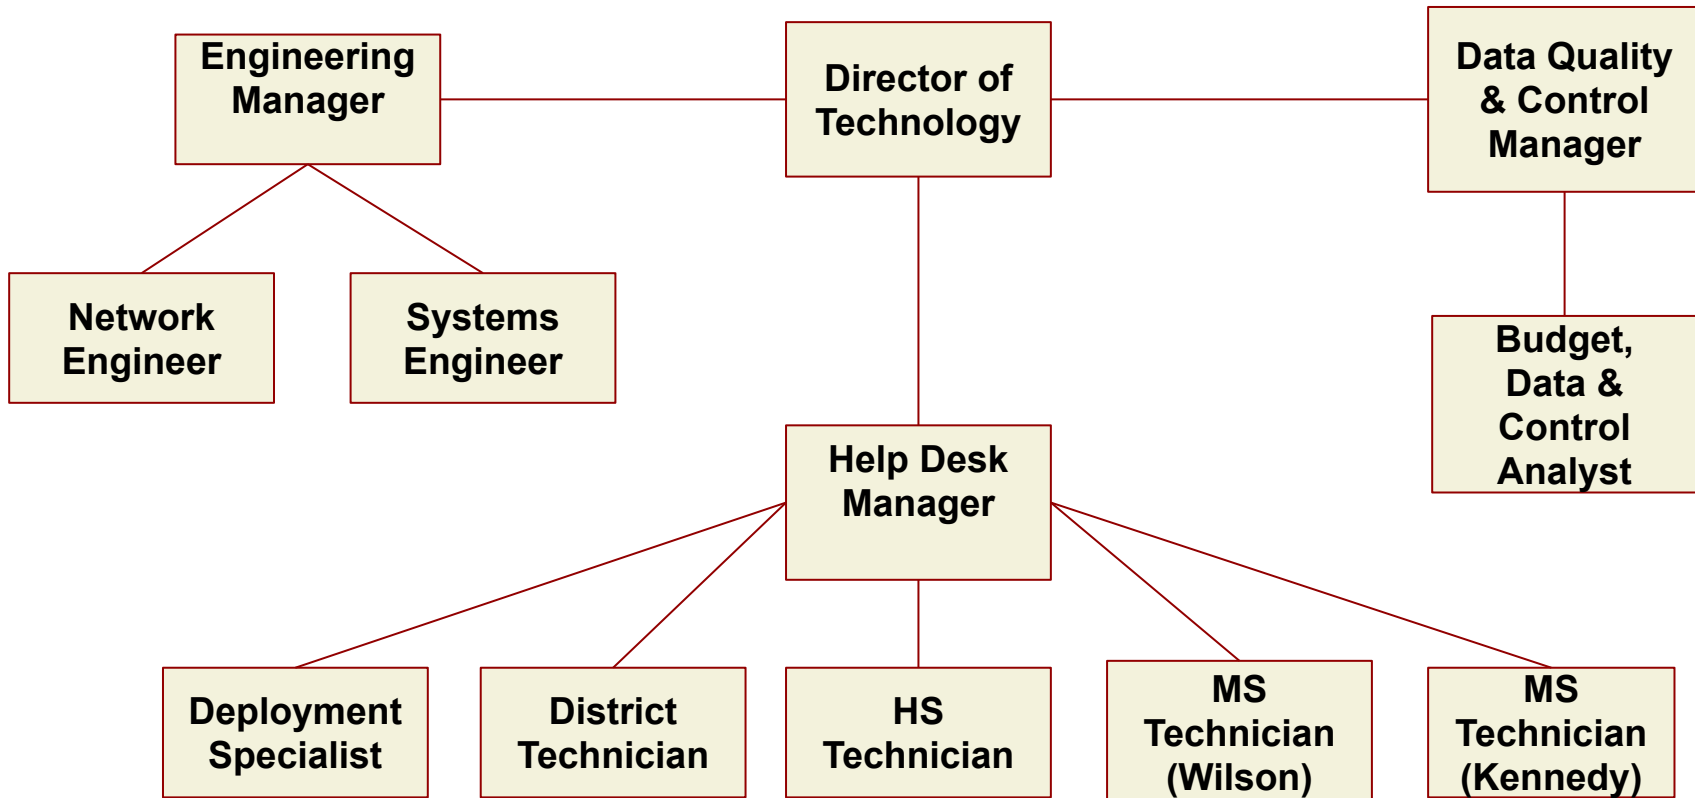 Engineering
Manager
Director of
Technology
Data Quality
& Control
Manager
Network
Engineer
Systems
Engineer
Budget,
Data &
Control
Analyst
Help Desk
Manager
Deployment
Specialist
District
Technician
HS
Technician
MS
Technician
(Wilson)
MS
Technician
(Kennedy)